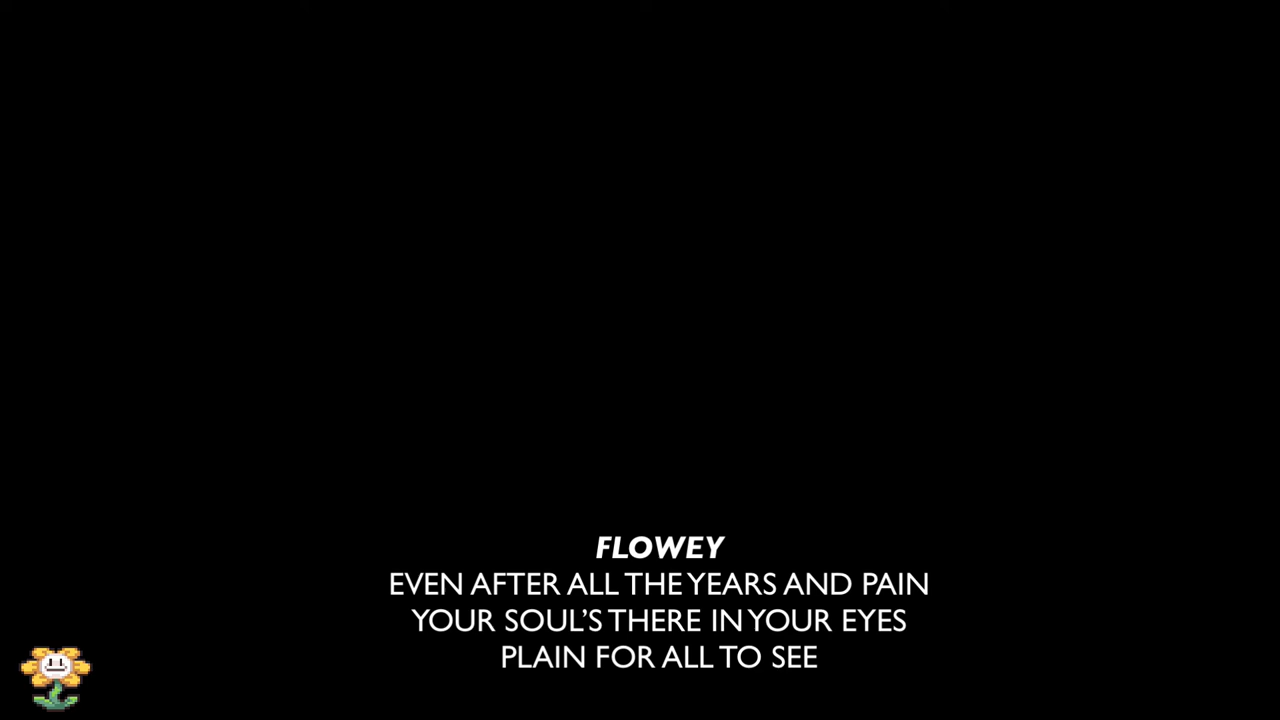 FLOWEY
EVEN AFTER ALL THE YEARS AND PAIN
YOUR SOUL’S THERE IN YOUR EYES
PLAIN FOR ALL TO SEE